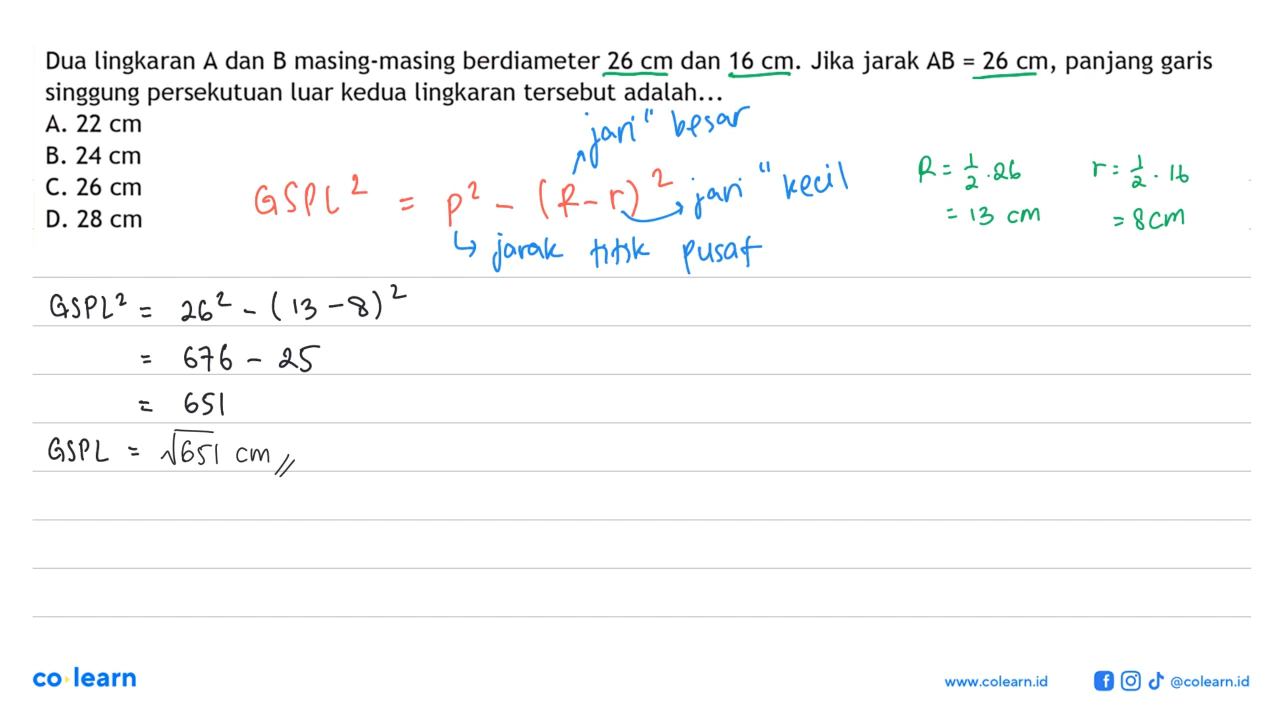 Dua lingkaran A dan B masing-masing berdiameter 26 cm dan 16 cm. Jika jarak AB = 26 cm, panjang garis
singgung persekutuan luar kedua lingkaran tersebut adalah...
A. 22 cm
B. 24 cm
C. 26 cm
D. 28 cm
jari" besar
GSPL² = p² - (R-r)²
jari" kecil
jarak titik pusat
R = 1/2 . 26
= 13 cm
r = 1/2 . 16
= 8 cm
GSPL² = 26² - (13 - 8)²
= 676 - 25
= 651
GSPL = √651 cm //
co learn
www.colearn.id
@colearn.id